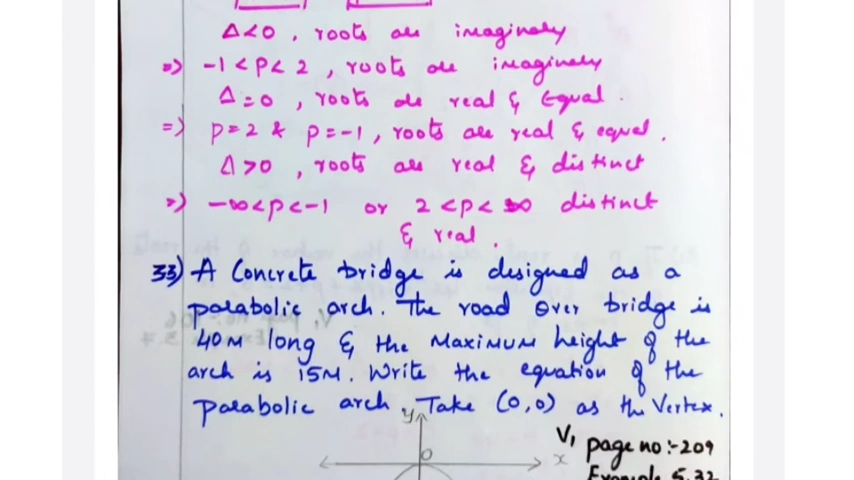 Δ<0, roots are imaginary
=> -1<P<2, roots are imaginary
Δ=0, roots are real & Equal.
=> P=2 & P=-1, roots are real & equal.
Δ>0, roots are real & distinct
=> -∞<P<-1 or 2<P<∞ distinct
& real.
33) A Concrete bridge is designed as a
parabolic arch. The road over bridge is
40M long & the Maximum height of the
arch is 15M. Write the equation of the
parabolic arch. Take (0,0) as the Vertex.
y
O
x
V, page no:-209
Example 5.32